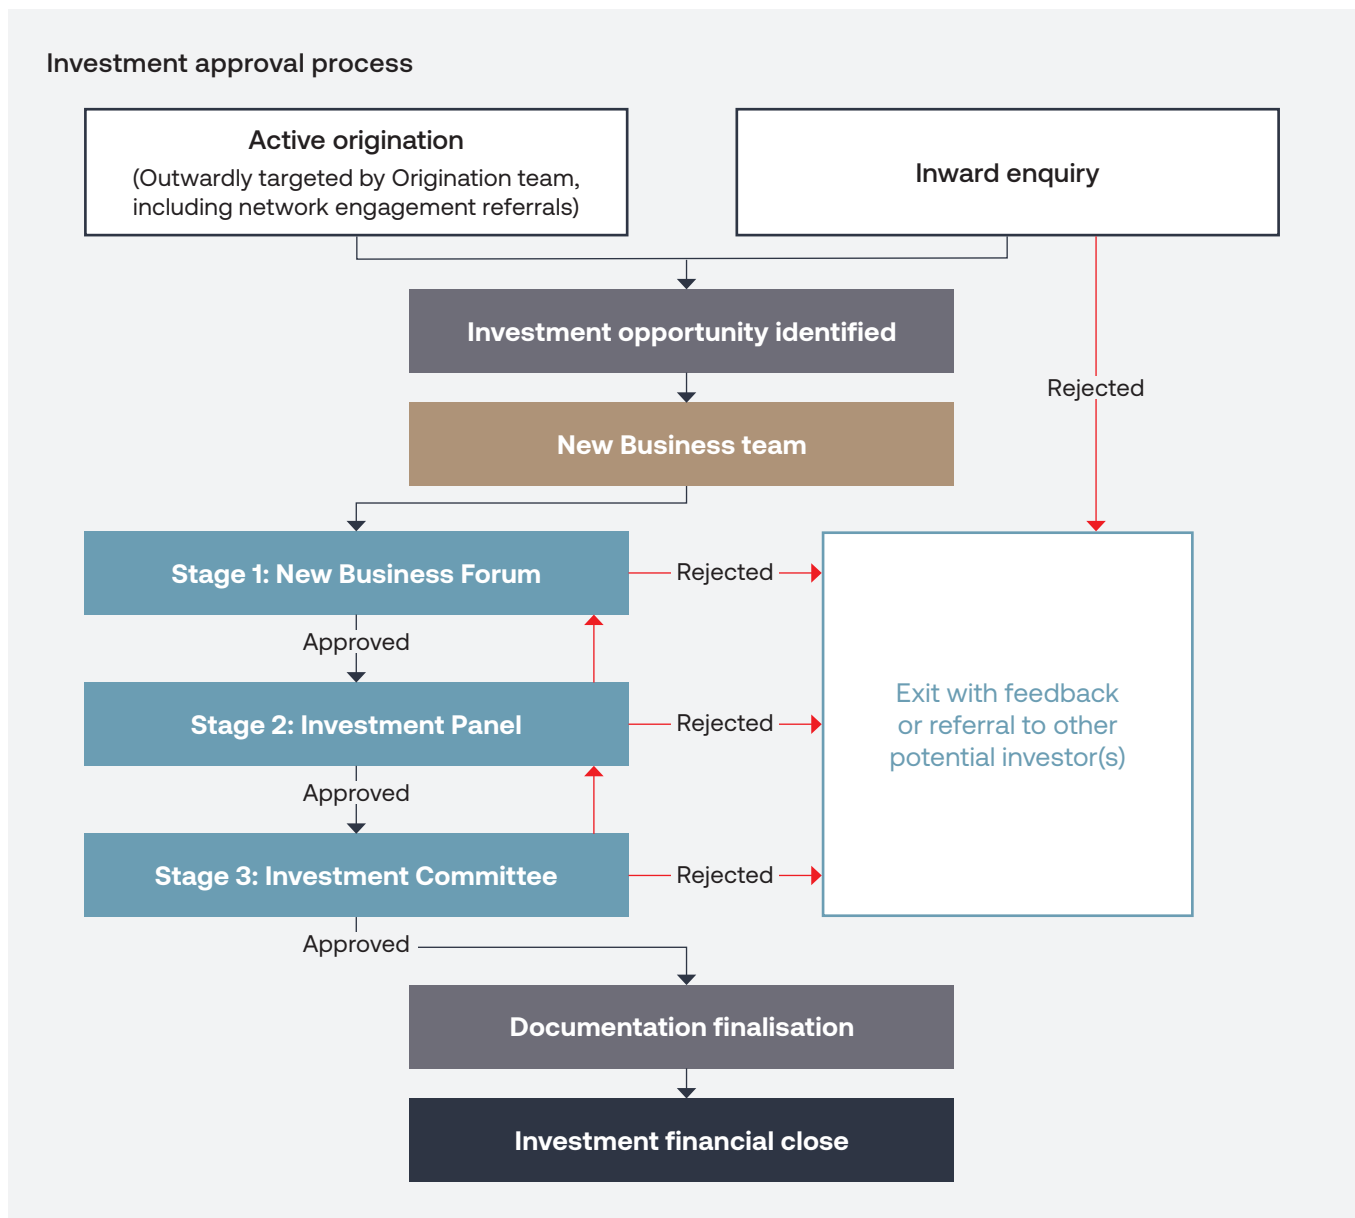 Investment approval process
Active origination
(Outwardly targeted by Origination team,
including network engagement referrals)
Inward enquiry
Investment opportunity identified
Rejected
New Business team
Stage 1: New Business Forum
Rejected
Approved
Stage 2: Investment Panel
Rejected
Exit with feedback
or referral to other
potential investor(s)
Approved
Stage 3: Investment Committee
Rejected
Approved
Documentation finalisation
Investment financial close